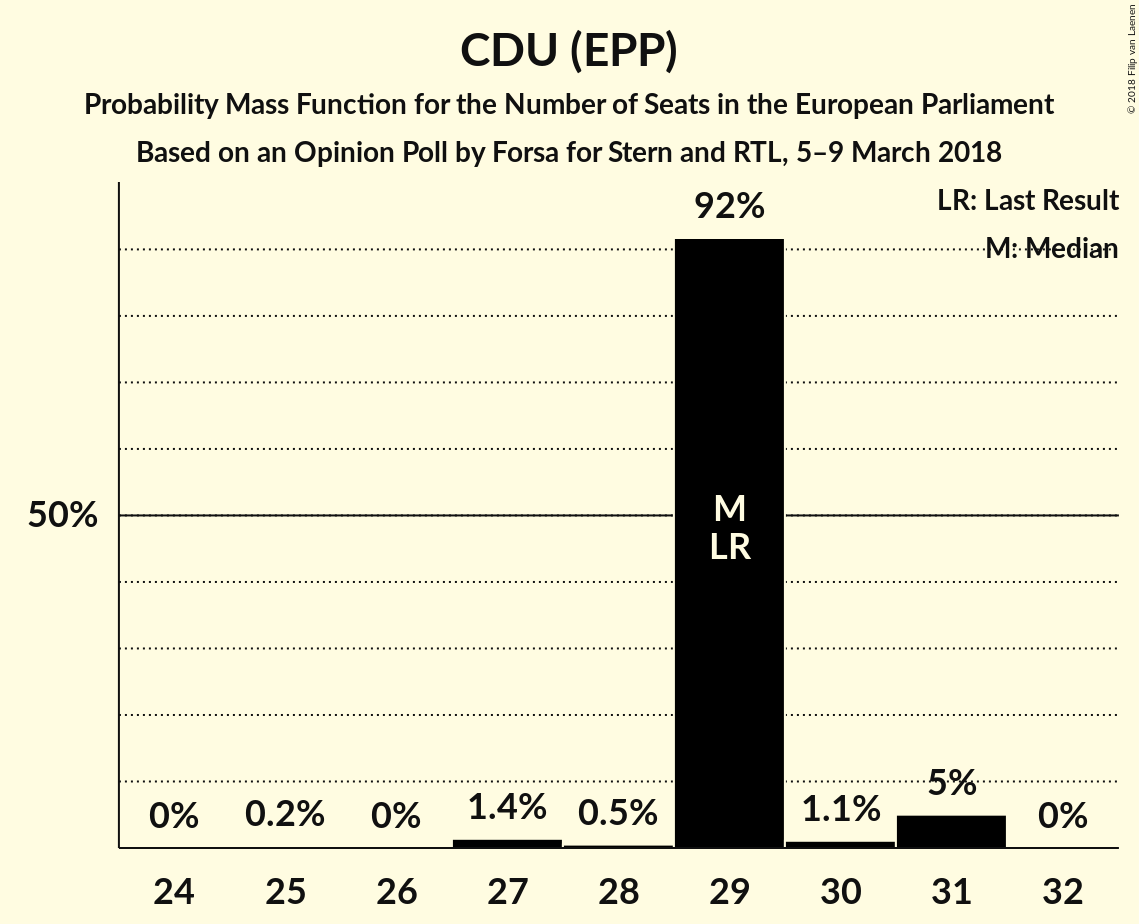 CDU (EPP)
Probability Mass Function for the Number of Seats in the European Parliament
Based on an Opinion Poll by Forsa for Stern and RTL, 5–9 March 2018
© 2018 Filip van Laenen
LR: Last Result
M: Median
92%
50%
M
LR
0%
0.2%
0%
1.4%
0.5%
1.1%
5%
0%
24
25
26
27
28
29
30
31
32